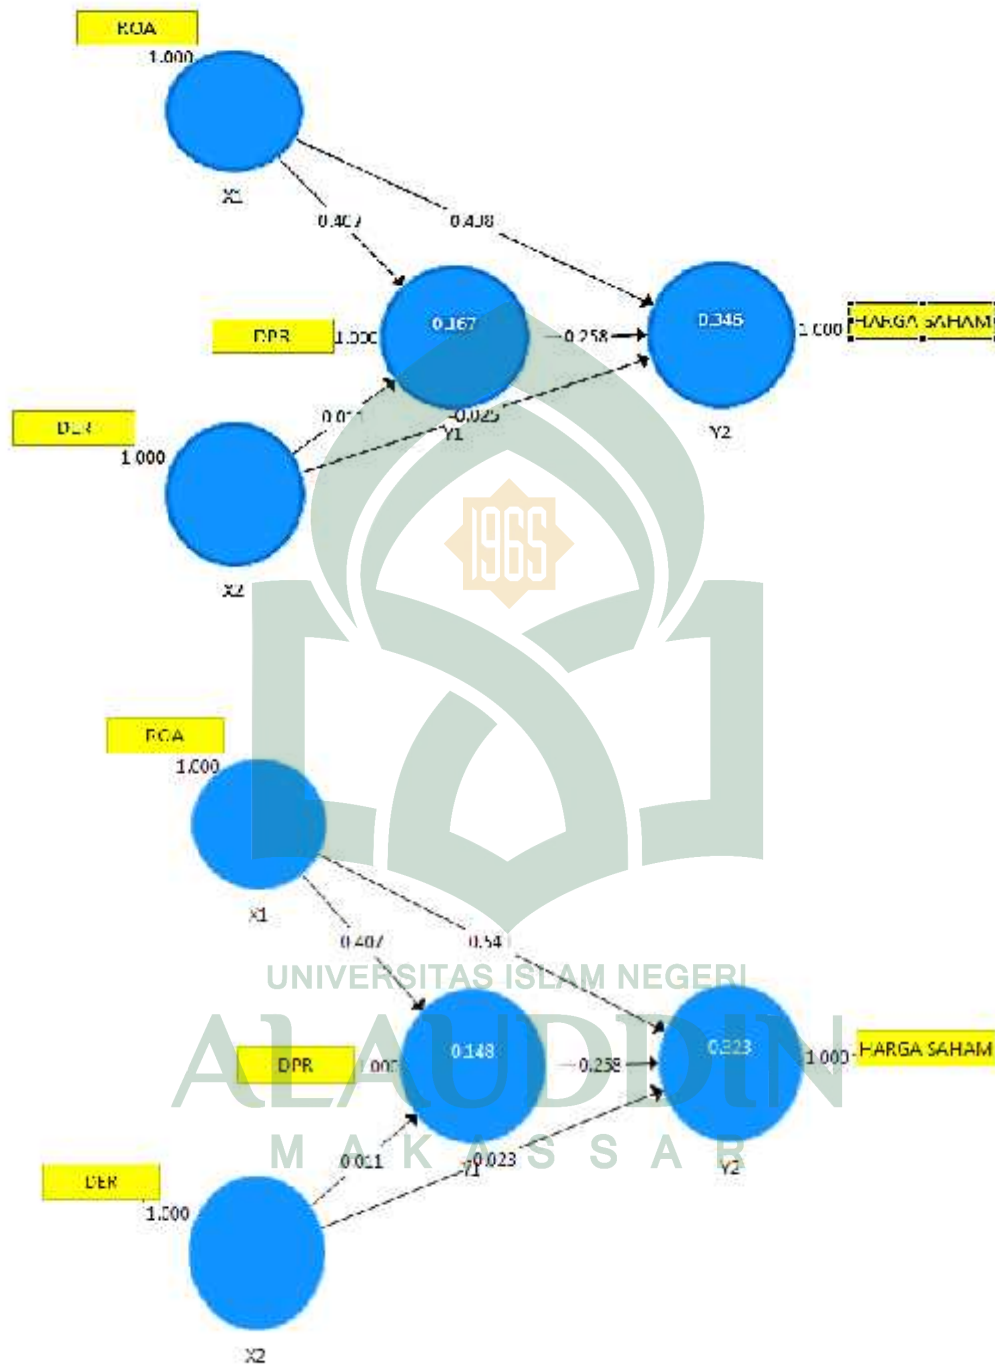 ROA
1.000
X1
0.407
0.167
0.346
DPR
1.000
0.258
1.000
HARGA SAHAM
DER
1.000
-0.025
Y1
Y2
X2
1965
ROA
1.000
X1
0.407
UNIVERSITAS ISLAM NEGERI
ALAUDDIN
MAKASSAR
DPR
0.148
0.258
0.323
1.000
HARGA SAHAM
0.011
0.023
Y1
Y2
DER
1.000
X2